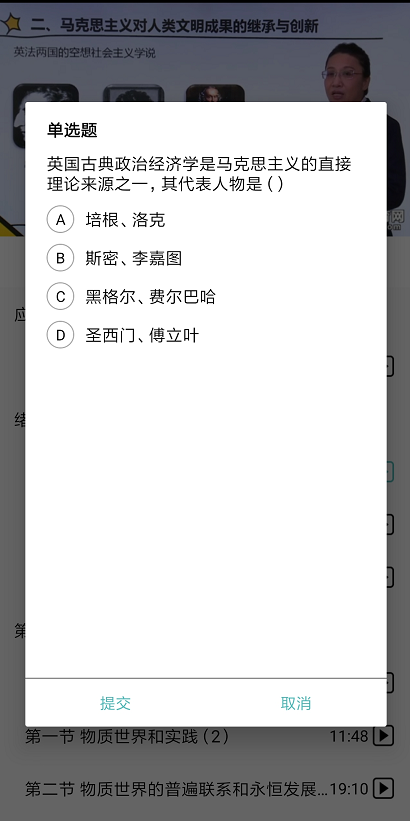 二、马克思主义对人类文明成果的继承与创新
英法两国的空想社会主义学说
单选题
英国古典政治经济学是马克思主义的直接
理论来源之一，其代表人物是（ ）
A 培根、洛克
B 斯密、李嘉图
C 黑格尔、费尔巴哈
D 圣西门、傅立叶
提交 取消
第一节 物质世界和实践（2） 11:48
第二节 物质世界的普遍联系和永恒发展... 19:10